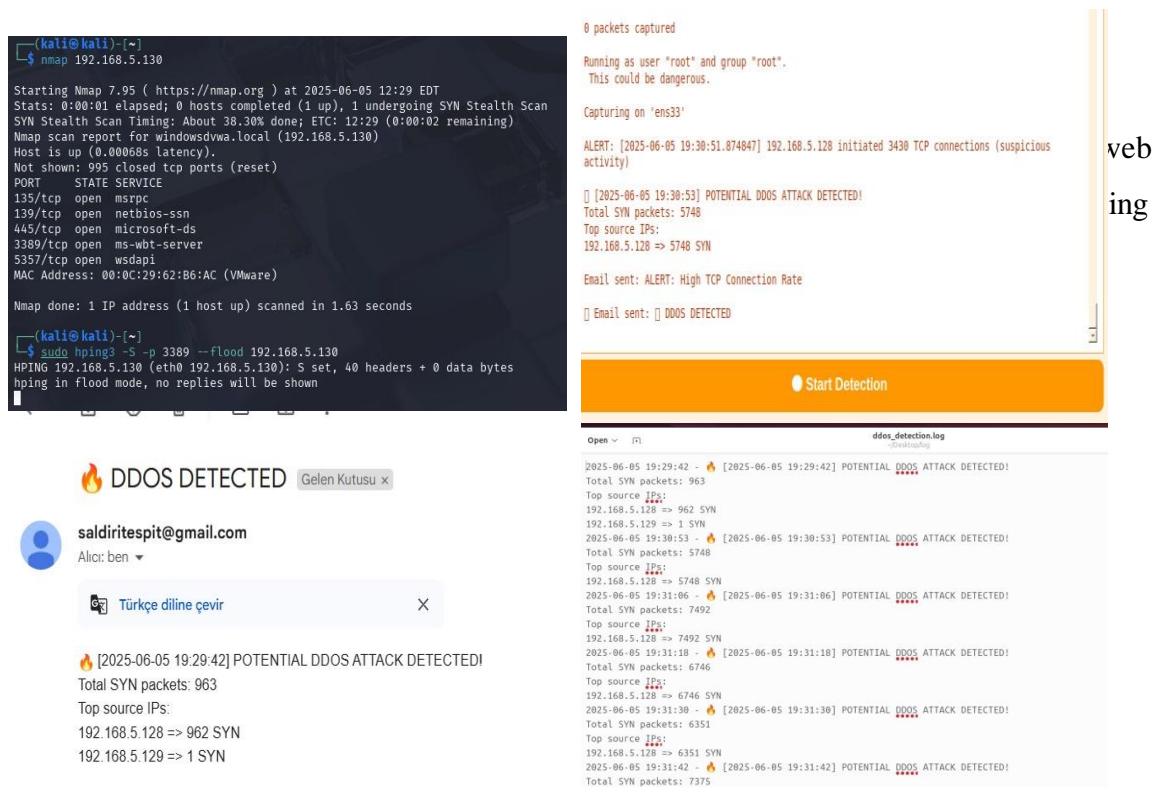 ┌──(kali㉿kali)-[~]
└─$ nmap 192.168.5.130
Starting Nmap 7.95 ( https://nmap.org ) at 2025-06-05 12:29 EDT
Stats: 0:00:01 elapsed; 0 hosts completed (1 up), 1 undergoing SYN Stealth Scan
SYN Stealth Scan Timing: About 38.30% done; ETC: 12:29 (0:00:02 remaining)
Nmap scan report for windowsdvwa.local (192.168.5.130)
Host is up (0.00068s latency).
Not shown: 995 closed tcp ports (reset)
PORT     STATE SERVICE
135/tcp  open  msrpc
139/tcp  open  netbios-ssn
445/tcp  open  microsoft-ds
3389/tcp open  ms-wbt-server
5357/tcp open  wsdapi
MAC Address: 00:0C:29:62:B6:AC (VMware)
Nmap done: 1 IP address (1 host up) scanned in 1.63 seconds
┌──(kali㉿kali)-[~]
└─$ sudo hping3 -S -p 3389 --flood 192.168.5.130
HPING 192.168.5.130 (eth0 192.168.5.130): S set, 40 headers + 0 data bytes
hping in flood mode, no replies will be shown
0 packets captured
Running as user "root" and group "root".
This could be dangerous.
Capturing on 'ens33'
ALERT: [2025-06-05 19:30:51.874847] 192.168.5.128 initiated 3430 TCP connections (suspicious
activity)
[2025-06-05 19:30:53] POTENTIAL DDOS ATTACK DETECTED!
Total SYN packets: 5748
Top source IPs:
192.168.5.128 => 5748 SYN
Email sent: ALERT: High TCP Connection Rate
Email sent: DDOS DETECTED
Start Detection
web
ing
🔥 DDOS DETECTED Gelen Kutusu ×
saldiritespit@gmail.com
Alıcı: ben
Türkçe diline çevir X
🔥 [2025-06-05 19:29:42] POTENTIAL DDOS ATTACK DETECTED!
Total SYN packets: 963
Top source IPs:
192.168.5.128 => 962 SYN
192.168.5.129 => 1 SYN
Open ddos_detection.log
~/Desktop/log
2025-06-05 19:29:42 - 🔥 [2025-06-05 19:29:42] POTENTIAL DDOS ATTACK DETECTED!
Total SYN packets: 963
Top source IPs:
192.168.5.128 => 962 SYN
192.168.5.129 => 1 SYN
2025-06-05 19:30:53 - 🔥 [2025-06-05 19:30:53] POTENTIAL DDOS ATTACK DETECTED!
Total SYN packets: 5748
Top source IPs:
192.168.5.128 => 5748 SYN
2025-06-05 19:31:06 - 🔥 [2025-06-05 19:31:06] POTENTIAL DDOS ATTACK DETECTED!
Total SYN packets: 7492
Top source IPs:
192.168.5.128 => 7492 SYN
2025-06-05 19:31:18 - 🔥 [2025-06-05 19:31:18] POTENTIAL DDOS ATTACK DETECTED!
Total SYN packets: 6746
Top source IPs:
192.168.5.128 => 6746 SYN
2025-06-05 19:31:30 - 🔥 [2025-06-05 19:31:30] POTENTIAL DDOS ATTACK DETECTED!
Total SYN packets: 6351
Top source IPs:
192.168.5.128 => 6351 SYN
2025-06-05 19:31:42 - 🔥 [2025-06-05 19:31:42] POTENTIAL DDOS ATTACK DETECTED!
Total SYN packets: 7375